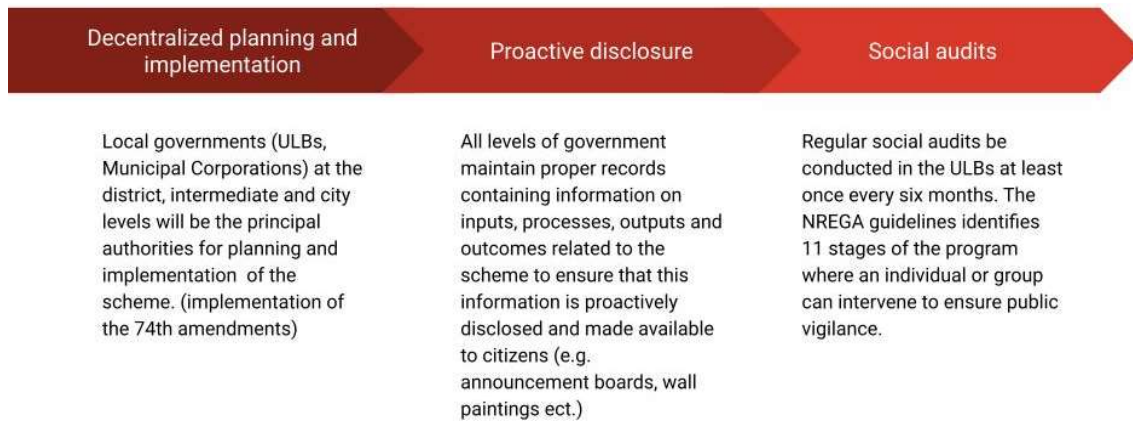 Decentralized planning and
implementation
Proactive disclosure
Social audits
Local governments (ULBs,
Municipal Corporations) at the
district, intermediate and city
levels will be the principal
authorities for planning and
implementation of the
scheme. (implementation of
the 74th amendments)
All levels of government
maintain proper records
containing information on
inputs, processes, outputs and
outcomes related to the
scheme to ensure that this
information is proactively
disclosed and made available
to citizens (e.g.
announcement boards, wall
paintings ect.)
Regular social audits be
conducted in the ULBs at least
once every six months. The
NREGA guidelines identifies
11 stages of the program
where an individual or group
can intervene to ensure public
vigilance.